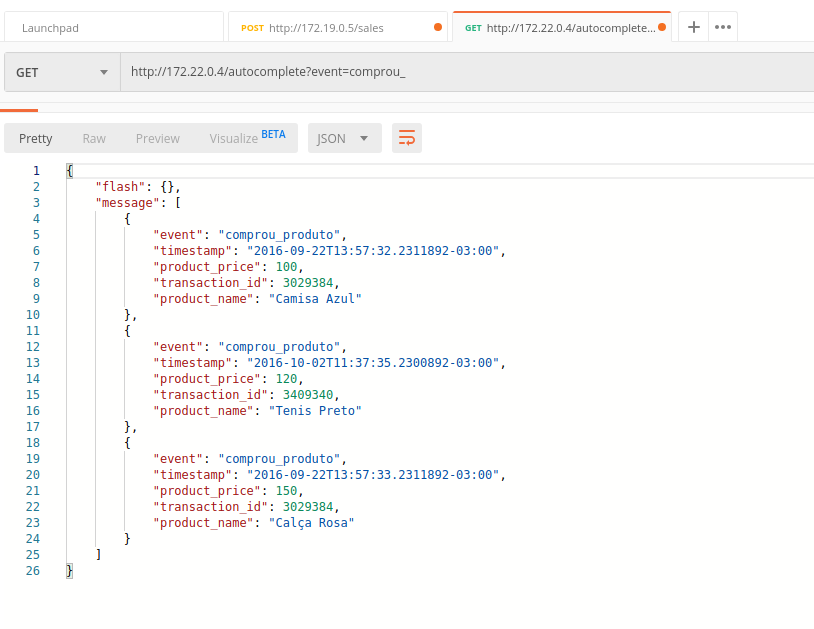 Launchpad
POST http://172.19.0.5/sales
GET http://172.22.0.4/autocomplete...
GET
http://172.22.0.4/autocomplete?event=comprou_
Pretty Raw Preview Visualize BETA JSON
1 {
2 "flash": {},
3 "message": [
4 {
5 "event": "comprou_produto",
6 "timestamp": "2016-09-22T13:57:32.2311892-03:00",
7 "product_price": 100,
8 "transaction_id": 3029384,
9 "product_name": "Camisa Azul"
10 },
11 {
12 "event": "comprou_produto",
13 "timestamp": "2016-10-02T11:37:35.2300892-03:00",
14 "product_price": 120,
15 "transaction_id": 3409340,
16 "product_name": "Tenis Preto"
17 },
18 {
19 "event": "comprou_produto",
20 "timestamp": "2016-09-22T13:57:33.2311892-03:00",
21 "product_price": 150,
22 "transaction_id": 3029384,
23 "product_name": "Calça Rosa"
24 }
25 ]
26 }